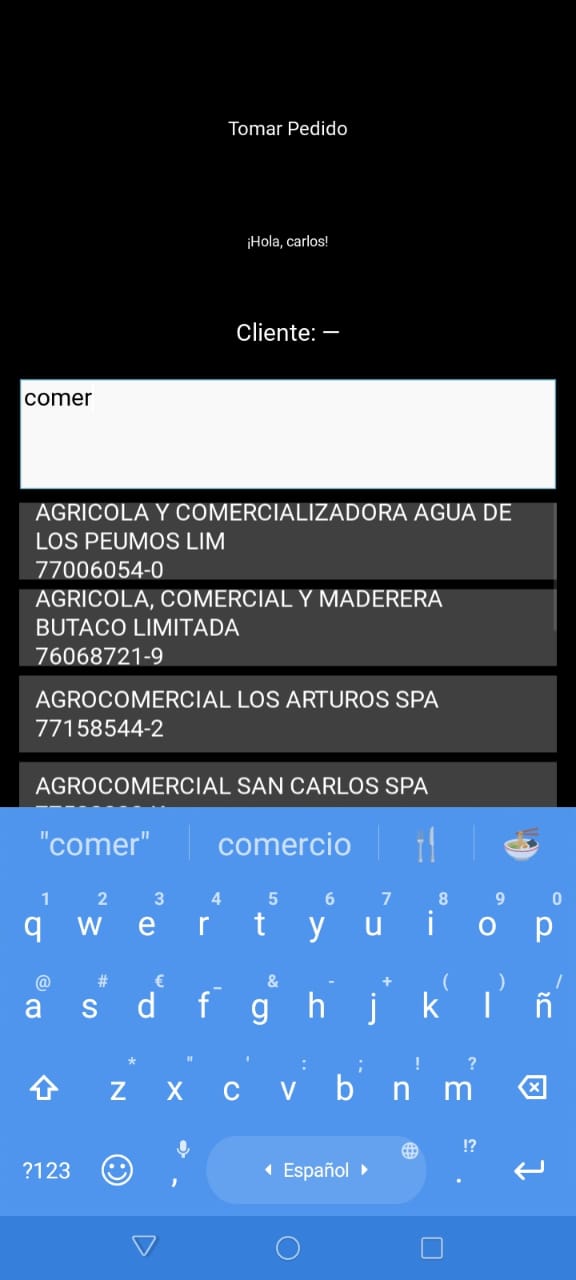 Tomar Pedido
¡Hola, carlos!
Cliente: —
comer
AGRICOLA Y COMERCIALIZADORA AGUA DE
LOS PEUMOS LIM
77006054-0
AGRICOLA, COMERCIAL Y MADERERA
BUTACO LIMITADA
76068721-9
AGROCOMERCIAL LOS ARTUROS SPA
77158544-2
AGROCOMERCIAL SAN CARLOS SPA
"comer" comercio
1 2 3 4 5 6 7 8 9 0
q w e r t y u i o p
@ # € _ & - + ( ) /
a s d f g h j k l ñ
* " ' : ; ! ?
z x c v b n m
!?
?123 , Español .